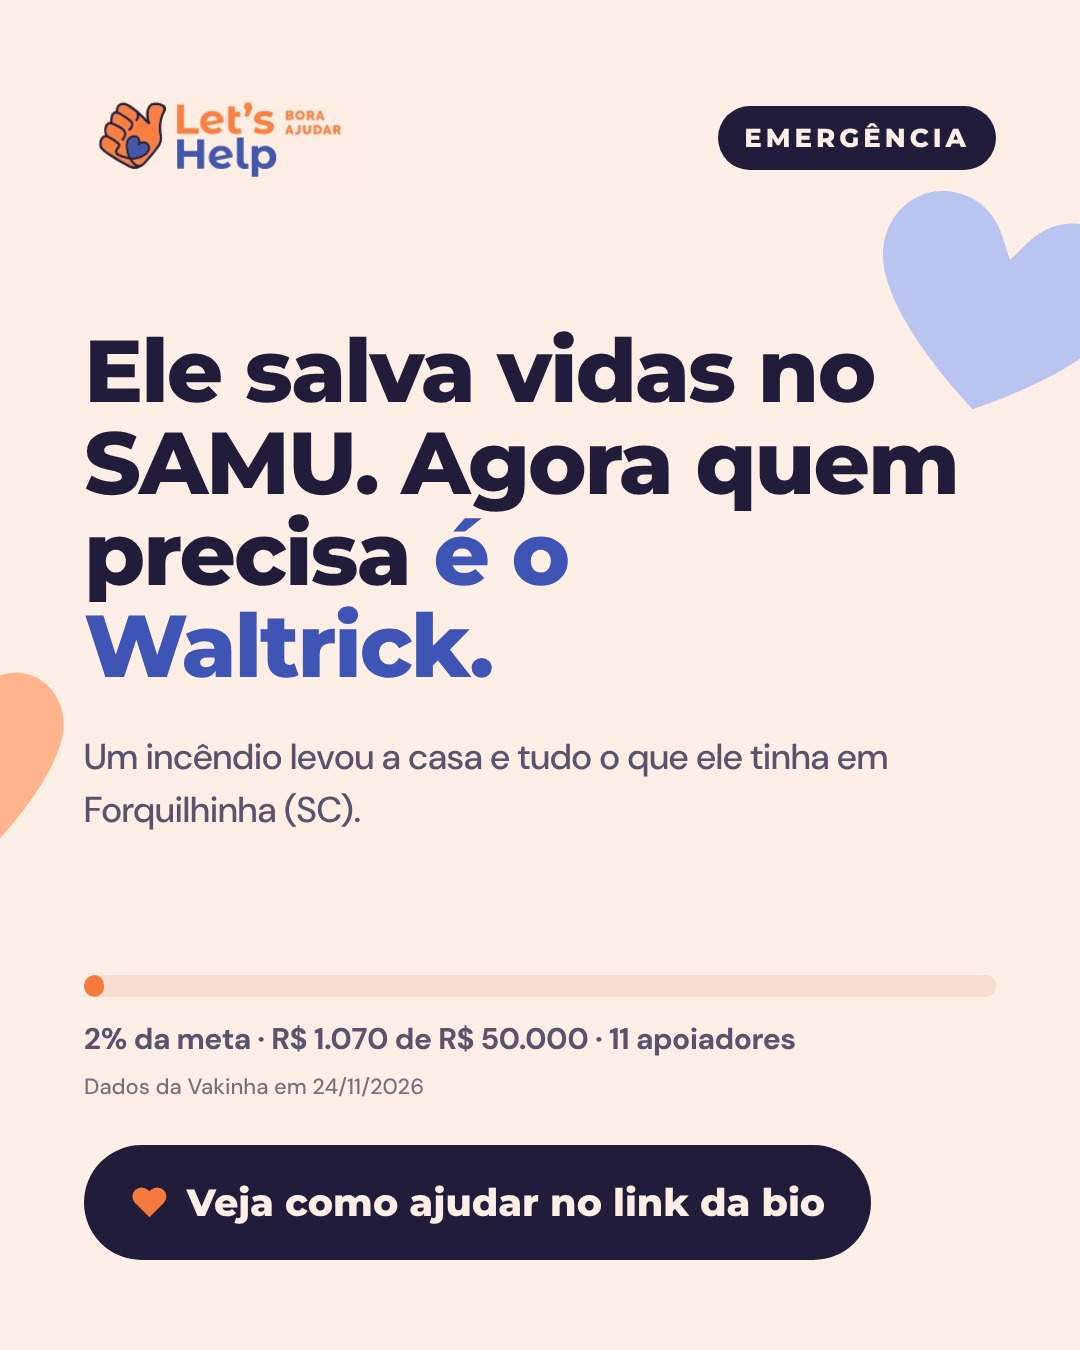 Let's
Help
BORA
AJUDAR
EMERGÊNCIA
Ele salva vidas no
SAMU. Agora quem
precisa é o
Waltrick.
Um incêndio levou a casa e tudo o que ele tinha em
Forquilhinha (SC).
2% da meta · R$ 1.070 de R$ 50.000 · 11 apoiadores
Dados da Vakinha em 24/11/2026
Veja como ajudar no link da bio